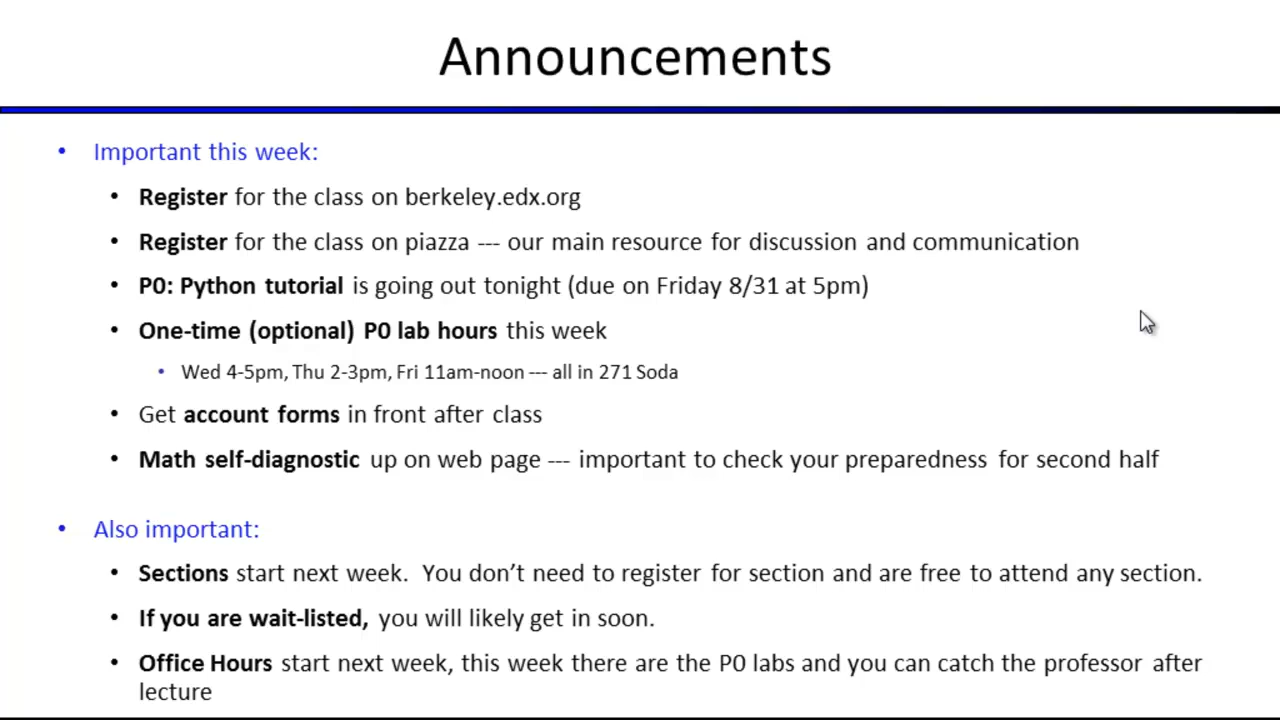 Announcements
• Important this week:
• Register for the class on berkeley.edx.org
• Register for the class on piazza --- our main resource for discussion and communication
• P0: Python tutorial is going out tonight (due on Friday 8/31 at 5pm)
• One-time (optional) P0 lab hours this week
• Wed 4-5pm, Thu 2-3pm, Fri 11am-noon --- all in 271 Soda
• Get account forms in front after class
• Math self-diagnostic up on web page --- important to check your preparedness for second half
• Also important:
• Sections start next week. You don’t need to register for section and are free to attend any section.
• If you are wait-listed, you will likely get in soon.
• Office Hours start next week, this week there are the P0 labs and you can catch the professor after
lecture